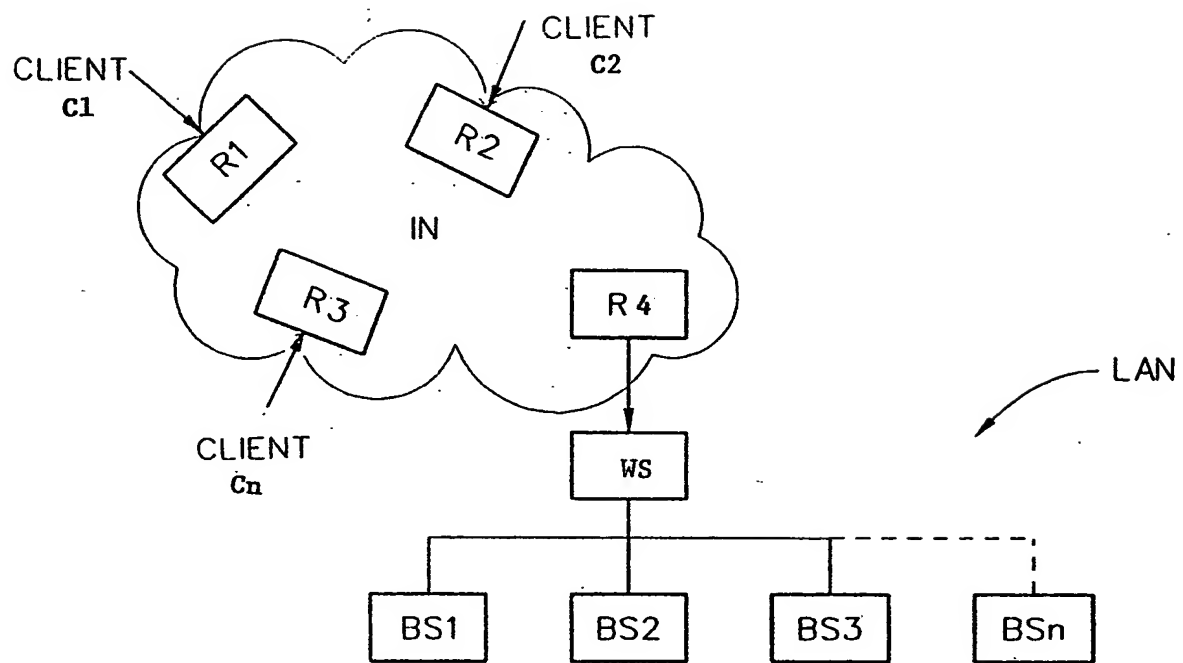 CLIENT
C1
CLIENT
C2
R1
R2
IN
R3
R4
LAN
CLIENT
Cn
WS
BS1
BS2
BS3
BSn